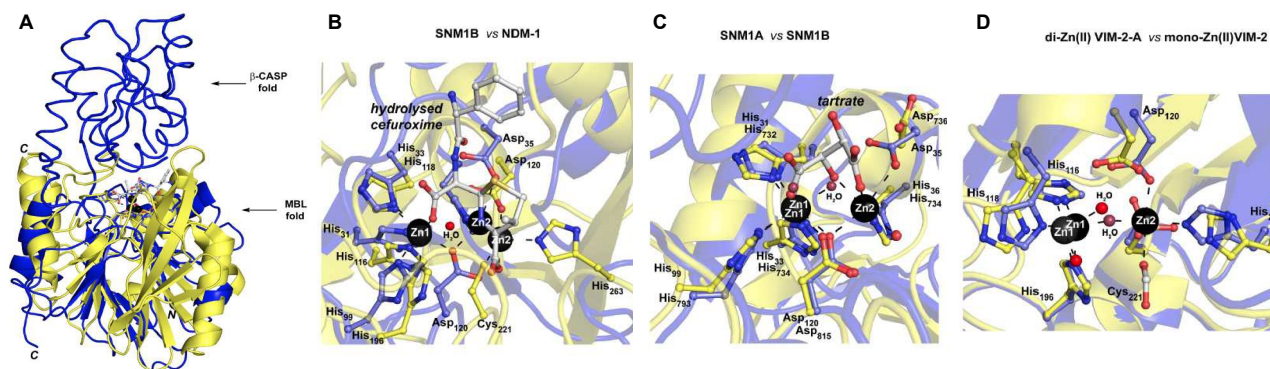 A
β-CASP
fold
C
MBL
fold
N
C
B
SNM1B vs NDM-1
hydrolysed
cefuroxime
Asp35
His33
His118
Asp120
Zn2
Zn1
H2O
Zn2
His31
His116
His263
His99
His196
Asp120
Cys221
C
SNM1A vs SNM1B
tartrate
His31
His732
Asp736
Asp35
Zn1
Zn1
H2O
Zn2
His36
His734
His33
His734
His99
His793
Asp120
Asp815
D
di-Zn(II) VIM-2-A vs mono-Zn(II)VIM-2
Asp120
His116
His118
H2O
Zn1
Zn1
H2O
Zn2
His196
Cys221